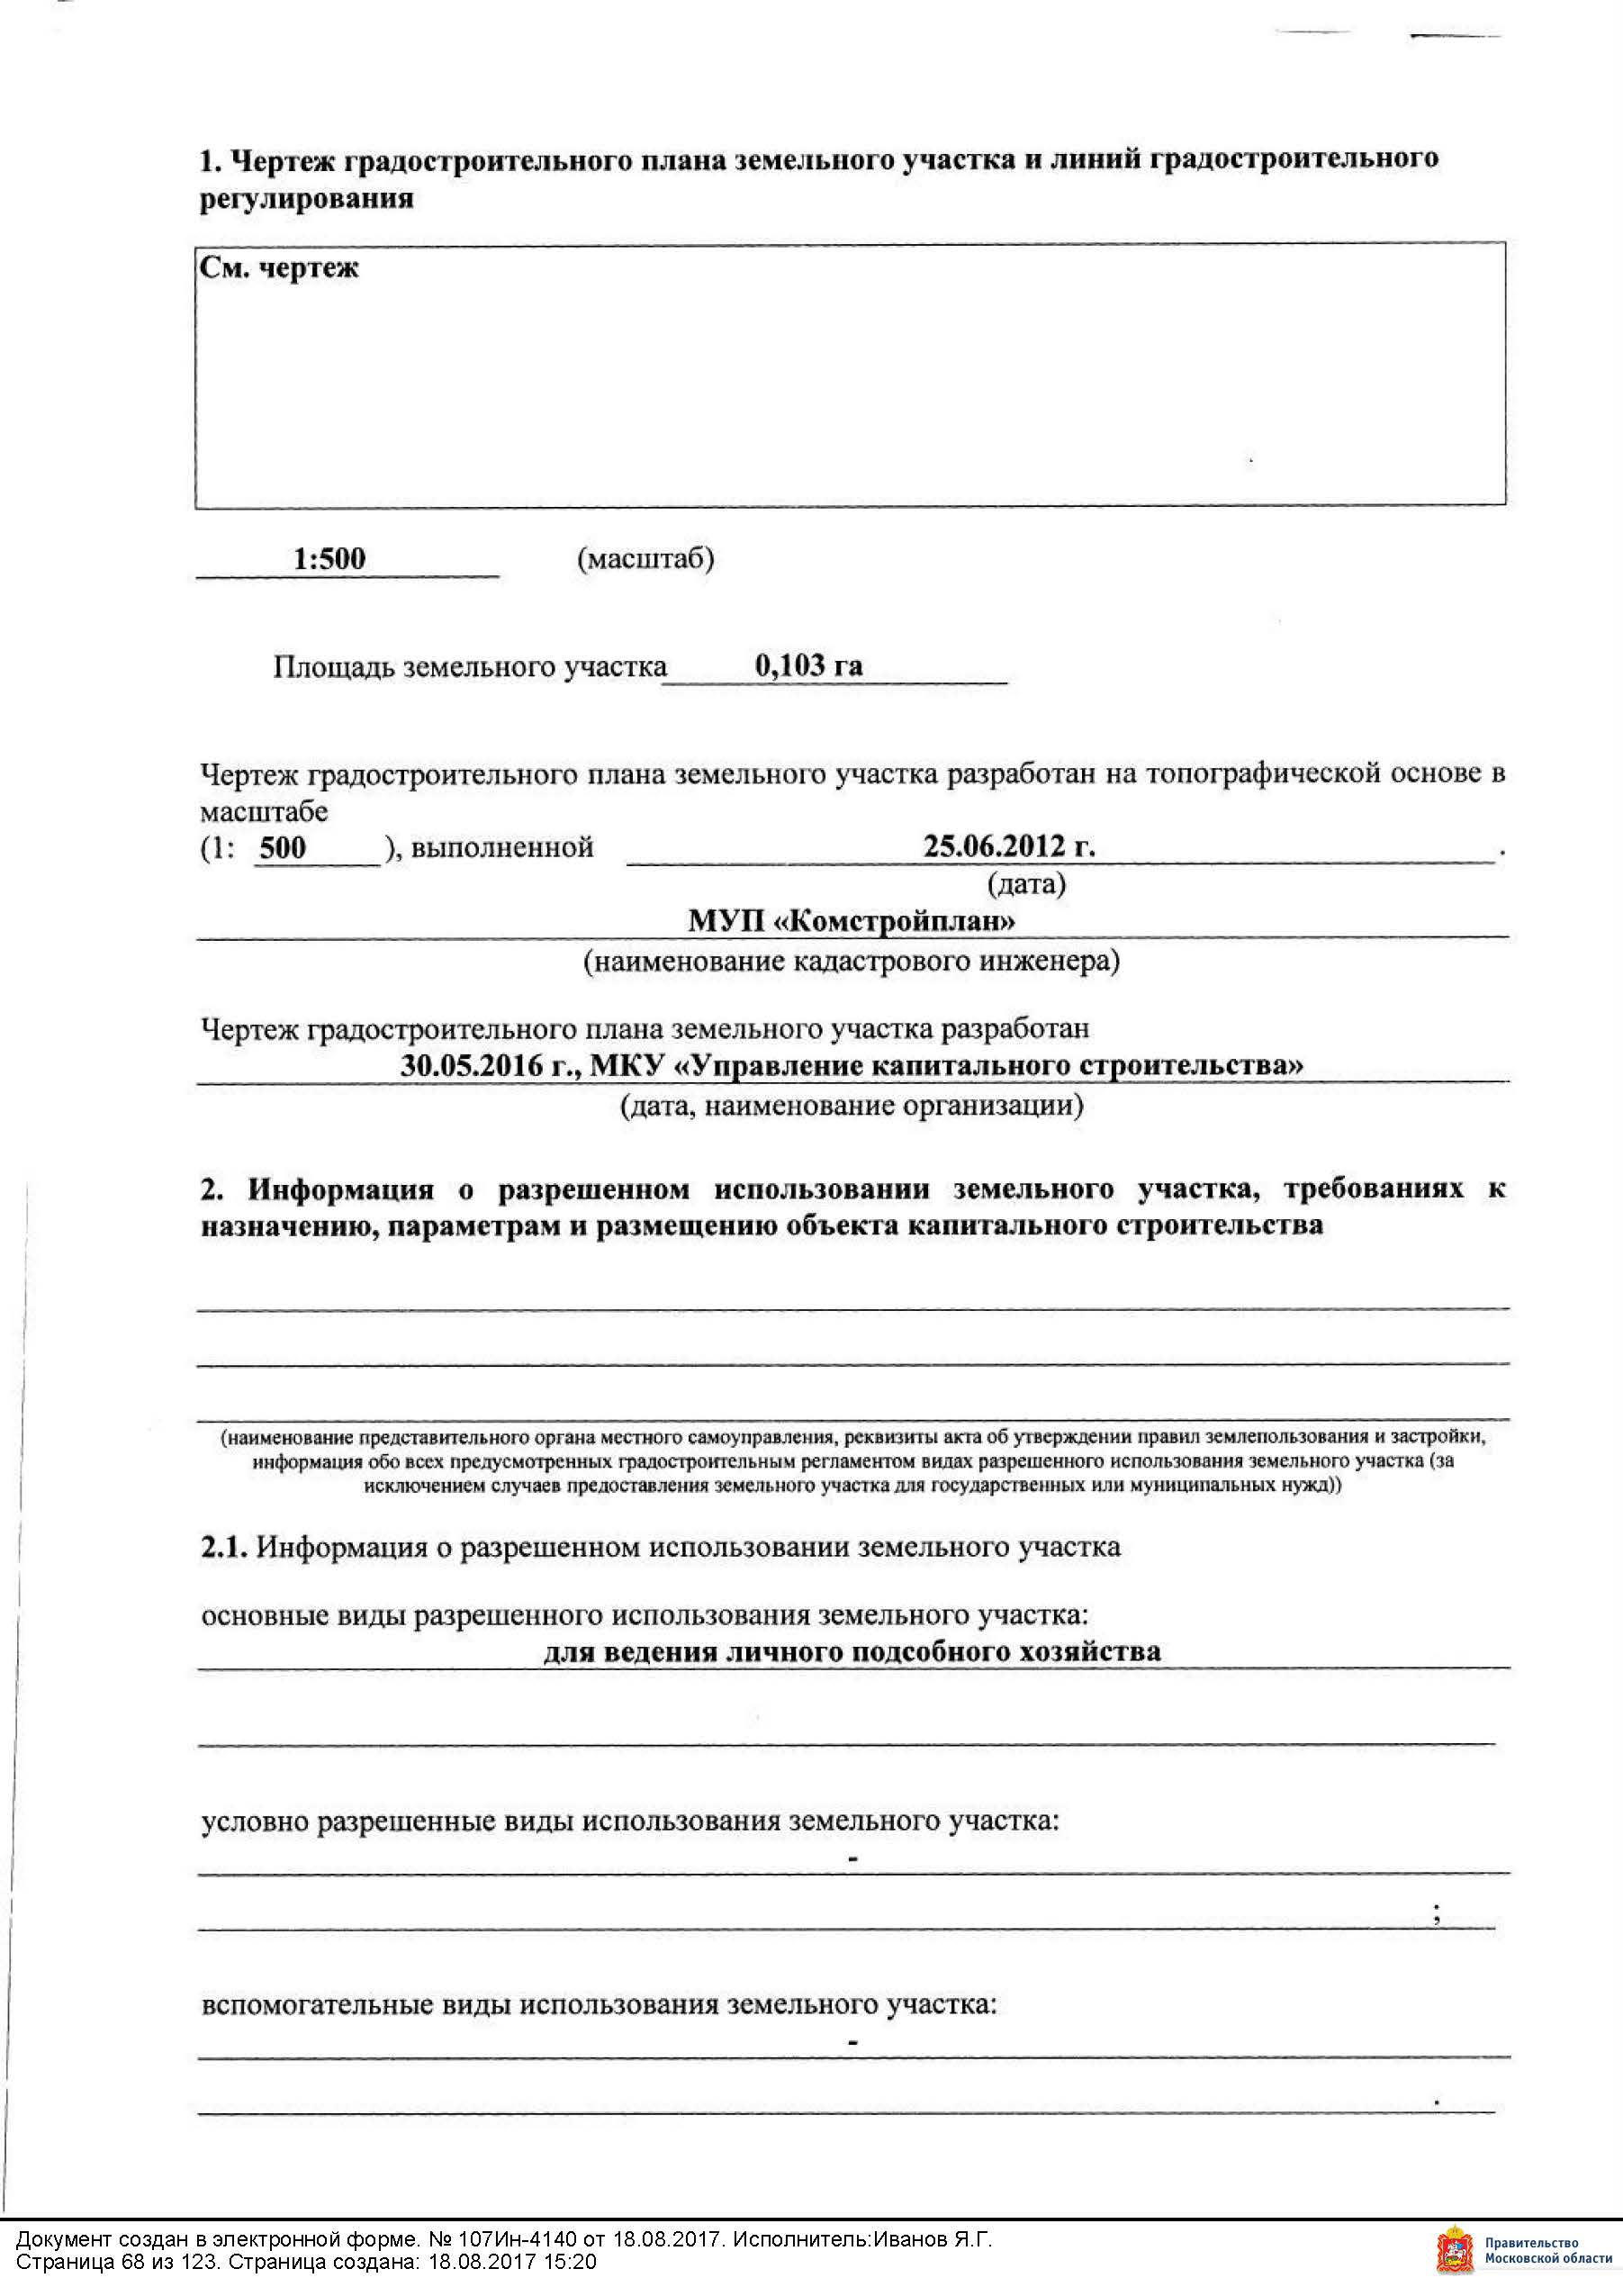 1. Чертеж градостроительного плана земельного участка и линий градостроительного
регулирования
См. чертеж
1:500 (масштаб)
Площадь земельного участка 0,103 га
Чертеж градостроительного плана земельного участка разработан на топографической основе в
масштабе
(1: 500 ), выполненной 25.06.2012 г. .
(дата)
МУП «Комстройплан»
(наименование кадастрового инженера)
Чертеж градостроительного плана земельного участка разработан
30.05.2016 г., МКУ «Управление капитального строительства»
(дата, наименование организации)
2. Информация о разрешенном использовании земельного участка, требованиях к
назначению, параметрам и размещению объекта капитального строительства
(наименование представительного органа местного самоуправления, реквизиты акта об утверждении правил землепользования и застройки,
информация обо всех предусмотренных градостроительным регламентом видах разрешенного использования земельного участка (за
исключением случаев предоставления земельного участка для государственных или муниципальных нужд))
2.1. Информация о разрешенном использовании земельного участка
основные виды разрешенного использования земельного участка:
для ведения личного подсобного хозяйства
условно разрешенные виды использования земельного участка:
-
;
вспомогательные виды использования земельного участка:
-
.
Документ создан в электронной форме. № 107Ин-4140 от 18.08.2017. Исполнитель:Иванов Я.Г.
Страница 68 из 123. Страница создана: 18.08.2017 15:20
Правительство
Московской области